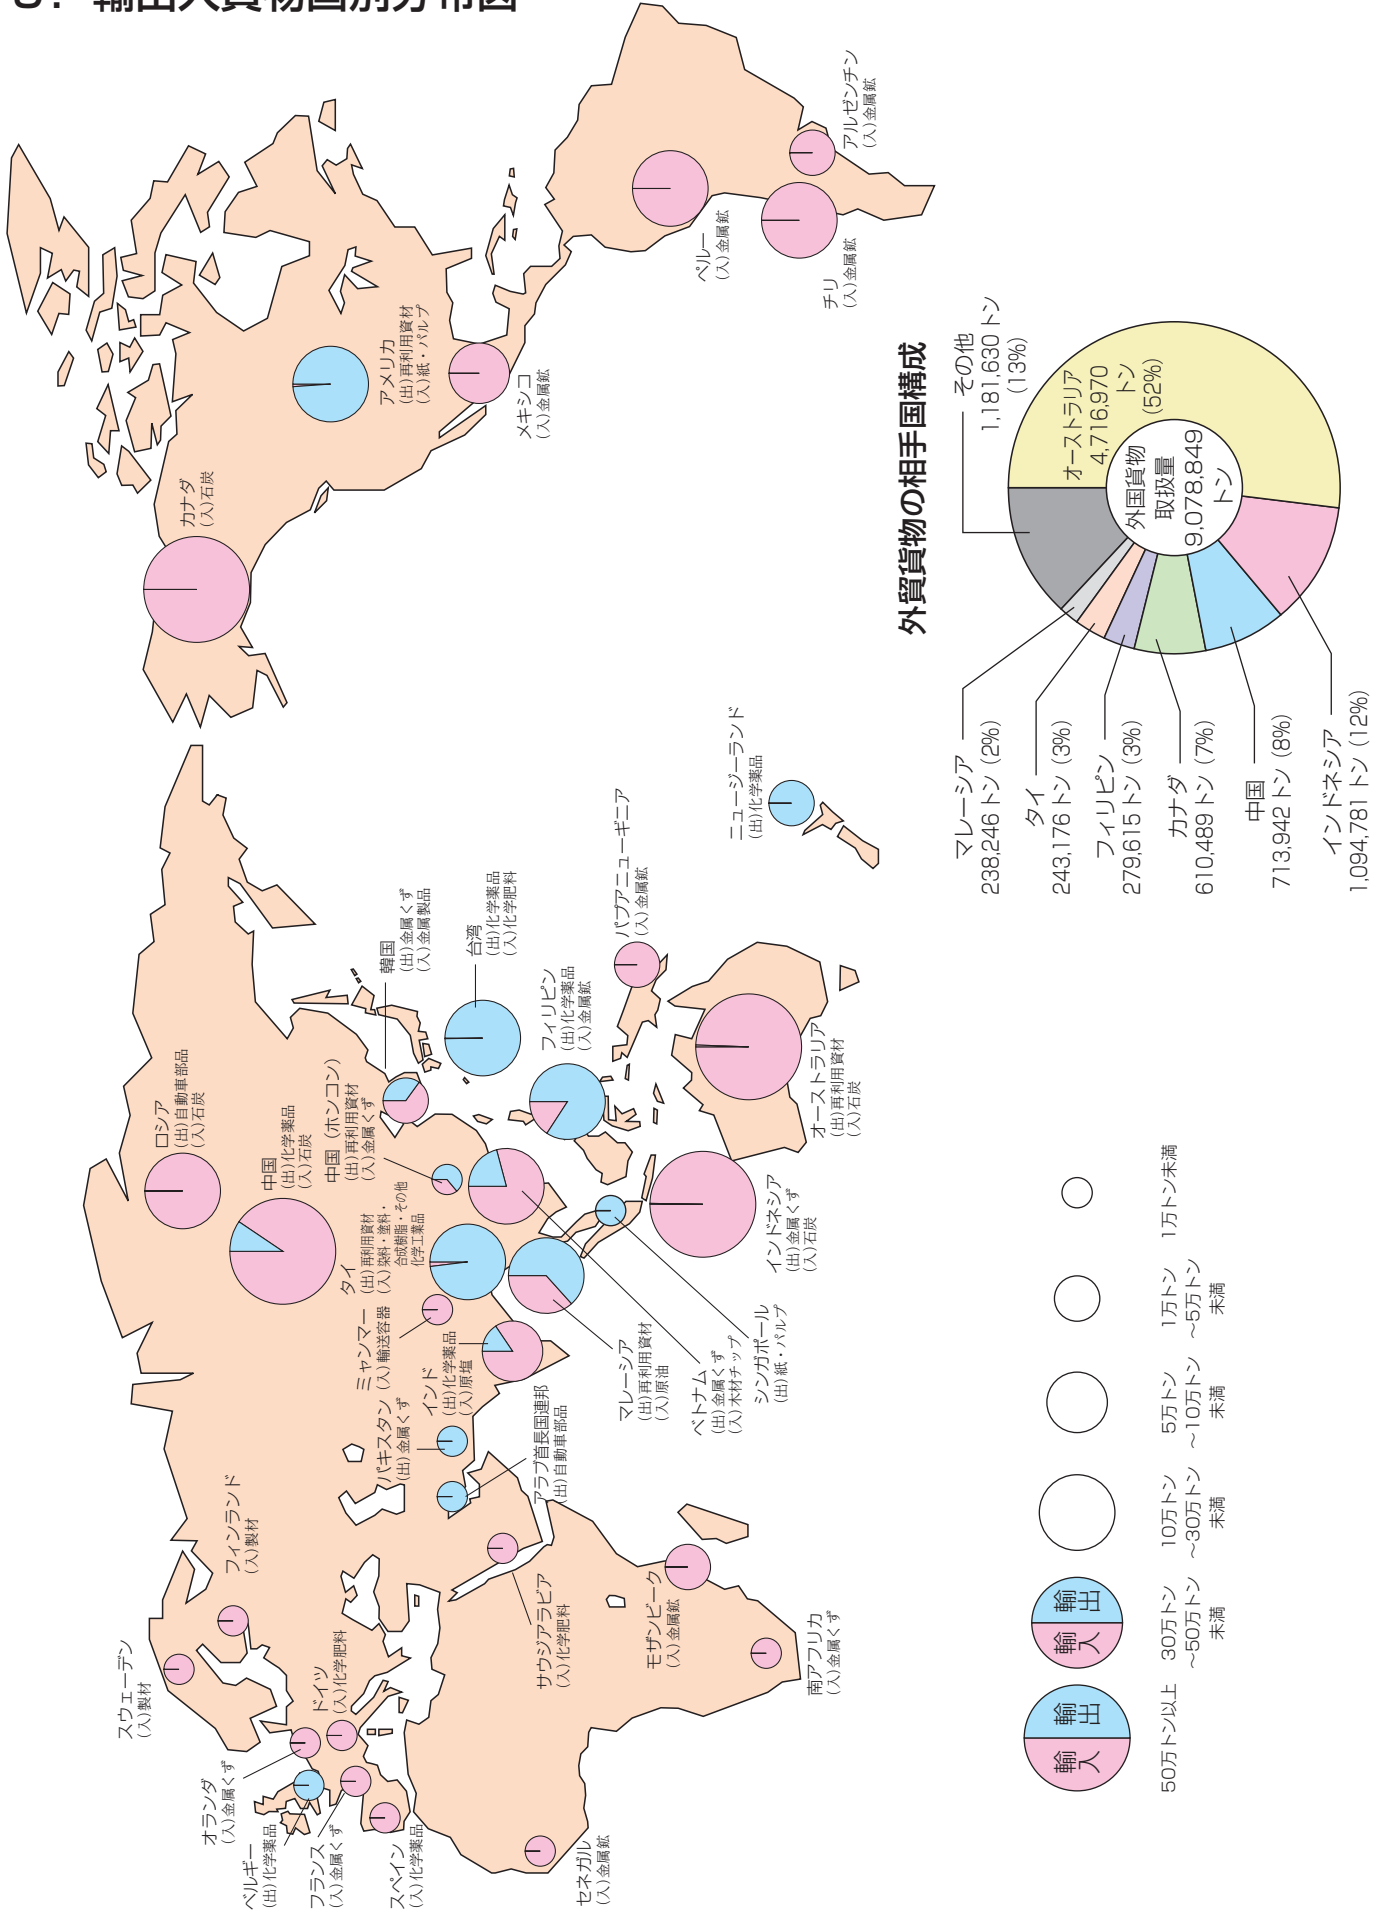 輸出入貨物国別分布図
スウェーデン
(入)製材
フィンランド
(入)製材
オランダ
(入)金属くず
ベルギー
(出)化学薬品
フランス
(入)金属くず
ドイツ
(入)化学肥料
スペイン
(入)化学薬品
セネガル
(入)金属鉱
サウジアラビア
(入)化学肥料
モザンビーク
(入)金属鉱
南アフリカ
(入)金属くず
アラブ首長国連邦
(出)自動車部品
パキスタン
(出)金属くず
インド
(出)化学薬品
(入)原塩
ミャンマー
(入)輸送容器
タイ
(出)再利用資材
(入)染料・塗料・
合成樹脂・その他
化学工業品
ロシア
(出)自動車部品
(入)石炭
中国
(出)化学薬品
(入)石炭
中国(ホンコン)
(出)再利用資材
(入)金属くず
韓国
(出)金属くず
(入)金属製品
台湾
(出)化学薬品
(入)化学肥料
フィリピン
(出)化学薬品
(入)金属鉱
マレーシア
(出)再利用資材
(入)原油
ベトナム
(出)金属くず
(入)木材チップ
シンガポール
(出)紙・パルプ
インドネシア
(出)金属くず
(入)石炭
オーストラリア
(出)再利用資材
(入)石炭
パプアニューギニア
(入)金属鉱
ニュージーランド
(出)化学薬品
カナダ
(入)石炭
アメリカ
(出)再利用資材
(入)紙・パルプ
メキシコ
(入)金属鉱
ペルー
(入)金属鉱
チリ
(入)金属鉱
アルゼンチン
(入)金属鉱
外貿貨物の相手国構成
その他
1,181,630トン
(13%)
オーストラリア
4,716,970
トン
(52%)
外国貨物
取扱量
9,078,849
トン
マレーシア
238,246トン(2%)
タイ
243,176トン(3%)
フィリピン
279,615トン(3%)
カナダ
610,489トン(7%)
中国
713,942トン(8%)
インドネシア
1,094,781トン(12%)
輸入
輸出
50万トン以上
輸入
輸出
30万トン
～50万トン
未満
10万トン
～30万トン
未満
5万トン
～10万トン
未満
1万トン
～5万トン
未満
1万トン未満